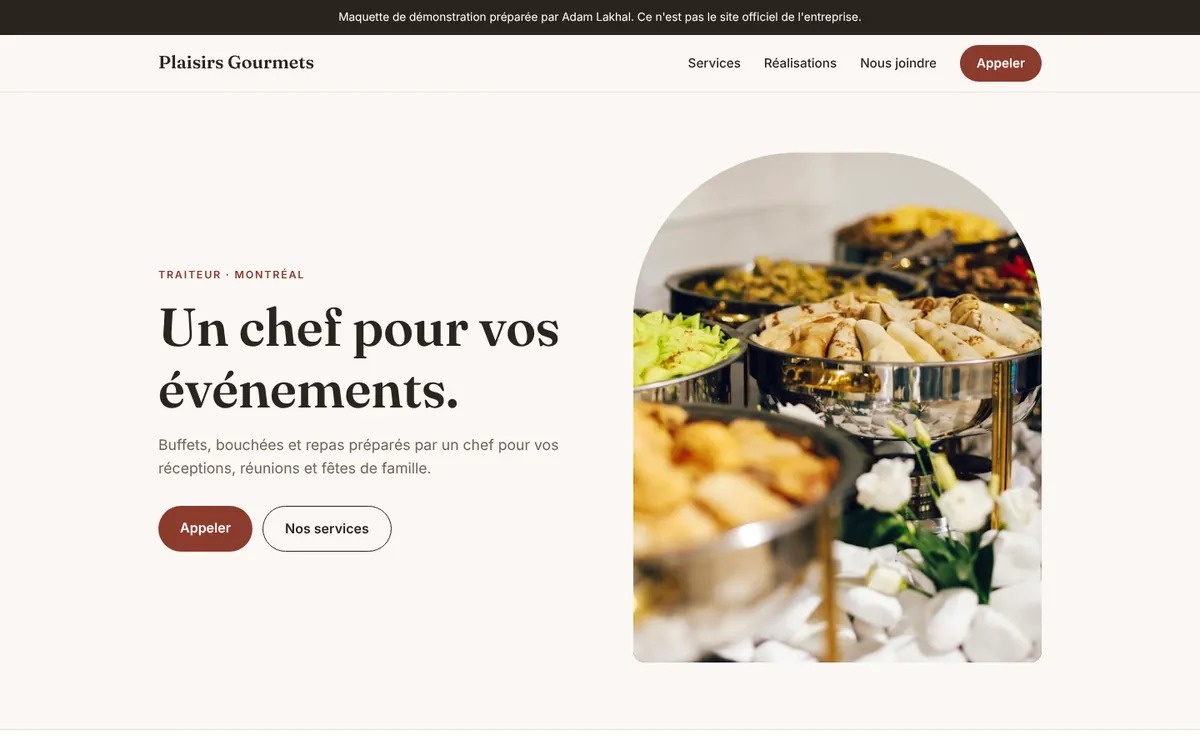 Maquette de démonstration préparée par Adam Lakhal. Ce n'est pas le site officiel de l'entreprise.
Plaisirs Gourmets
Services
Réalisations
Nous joindre
Appeler
TRAITEUR · MONTRÉAL
Un chef pour vos
événements.
Buffets, bouchées et repas préparés par un chef pour vos
réceptions, réunions et fêtes de famille.
Appeler
Nos services